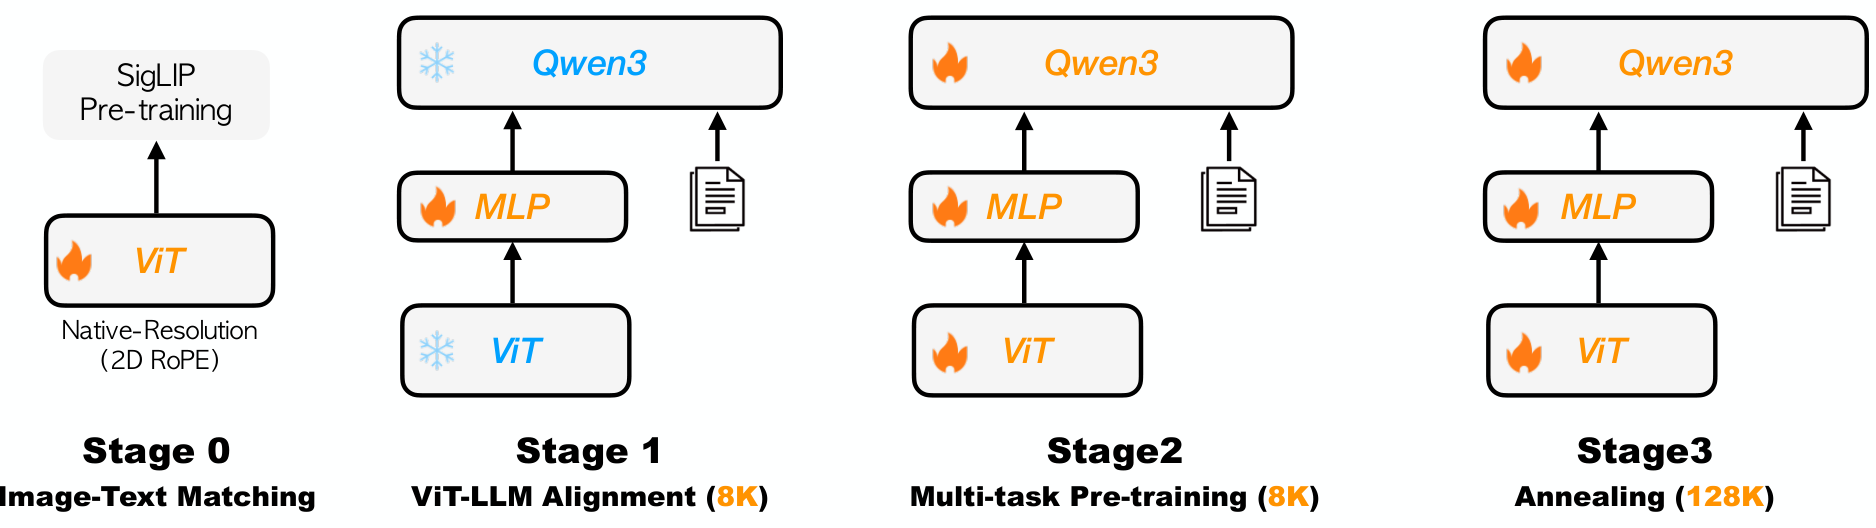 SigLIP
Pre-training
ViT
Native-Resolution
(2D RoPE)
Stage 0
Image-Text Matching
Qwen3
MLP
ViT
Stage 1
ViT-LLM Alignment (8K)
Qwen3
MLP
ViT
Stage2
Multi-task Pre-training (8K)
Qwen3
MLP
ViT
Stage3
Annealing (128K)